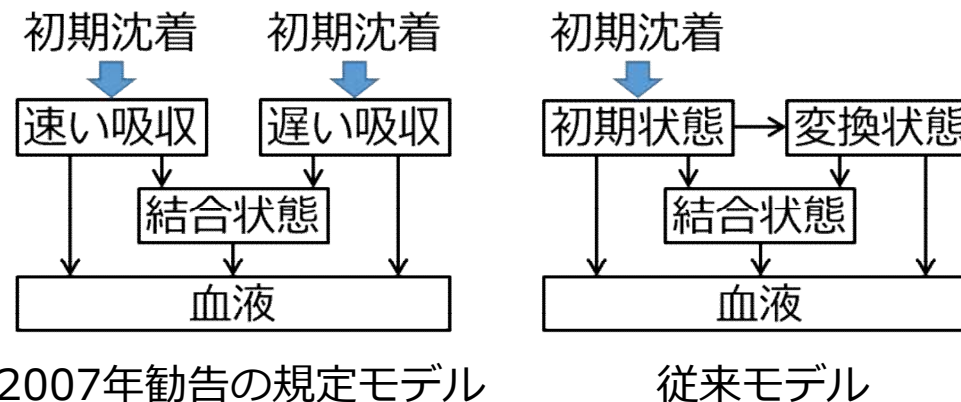 初期沈着 初期沈着
速い吸収 遅い吸収
結合状態
血液
2007年勧告の規定モデル
初期沈着
初期状態 変換状態
結合状態
血液
従来モデル